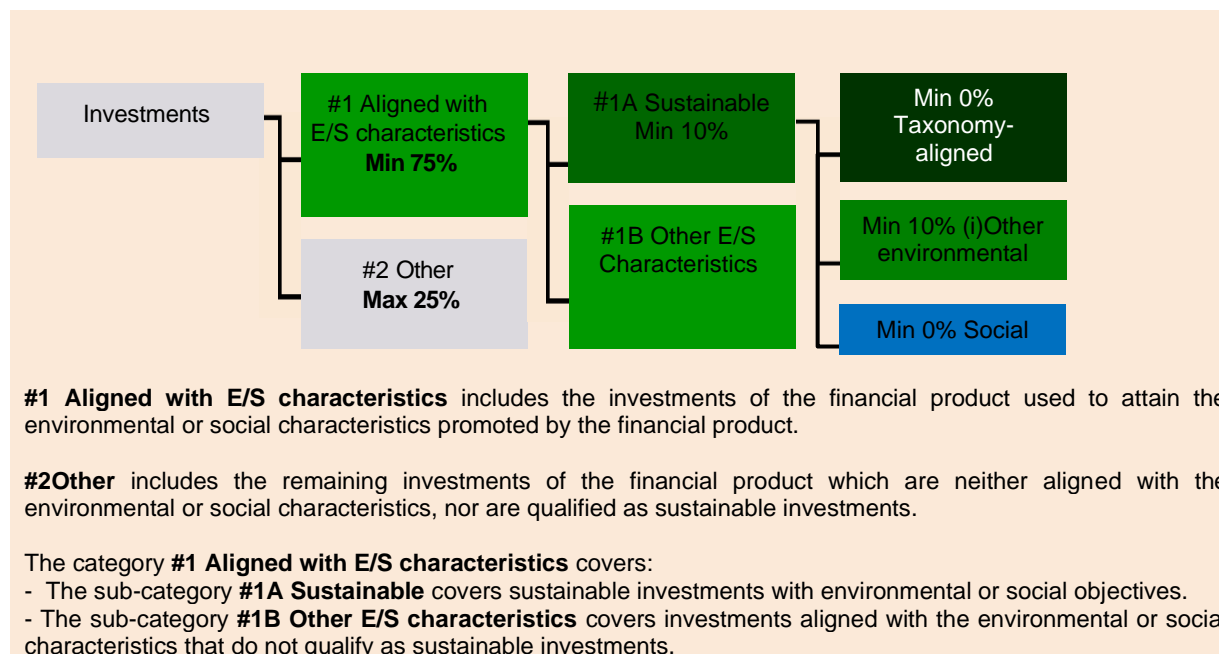 Investments
#1 Aligned with
E/S characteristics
Min 75%
#2 Other
Max 25%
#1A Sustainable
Min 10%
#1B Other E/S
Characteristics
Min 0%
Taxonomy-
aligned
Min 10% (i)Other
environmental
Min 0% Social
#1 Aligned with E/S characteristics includes the investments of the financial product used to attain the
environmental or social characteristics promoted by the financial product.
#2Other includes the remaining investments of the financial product which are neither aligned with the
environmental or social characteristics, nor are qualified as sustainable investments.
The category #1 Aligned with E/S characteristics covers:
- The sub-category #1A Sustainable covers sustainable investments with environmental or social objectives.
- The sub-category #1B Other E/S characteristics covers investments aligned with the environmental or social
characteristics that do not qualify as sustainable investments.